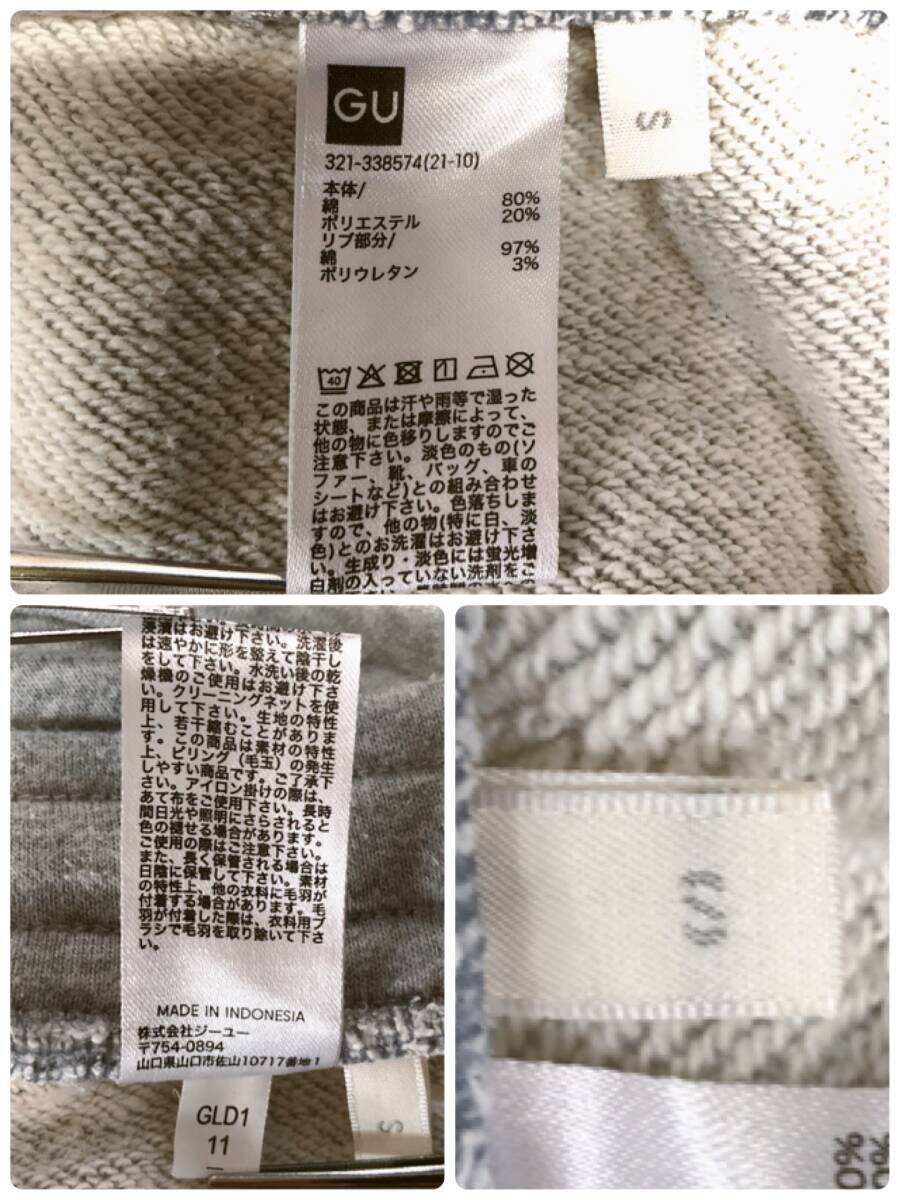 GU
321-338574(21-10)
本体/
綿 80%
ポリエステル 20%
リブ部分/
綿 97%
ポリウレタン 3%
40
この商品は汗や雨等で湿った
状態、または摩擦によって、
他の物に色移りしますのでご
注意下さい。淡色のもの(ソ
ファー、靴、バッグ、車の
シートなど)との組み合わせ
はお避け下さい。色落ちしま
すので、他の物(特に白、淡
色)とのお洗濯はお避け下さ
い。生成り・淡色には蛍光増
白剤の入っていない洗剤をご
S
はお避け下さい。洗濯後
は速やかに形を整えて陰干し
をして下さい。水洗い後の乾
燥機のご使用はお避け下さ
い。クリーニングネットを使
用して下さい。生地の特性
上、若干縮むことがありま
す。この商品は素材の特性
上、ピリング(毛玉)の発生
しやすい商品です。ご了承下
さい。アイロン掛けの際は、
あて布をご使用下さい。長時
間日光や照明にさらされると
色の褪せる場合があります。
ご使用の際はご注意下さい。
また、長く保管される場合は
日陰に保管して下さい。素材
の特性上、他の衣料に毛羽が
付着する場合があります。毛
羽が付着した際は、衣料用ブ
ラシで毛羽を取り除いて下さ
い。
MADE IN INDONESIA
株式会社ジーユー
〒754-0894
山口県山口市佐山10717番地1
GLD1
11
S
S
0%
0%